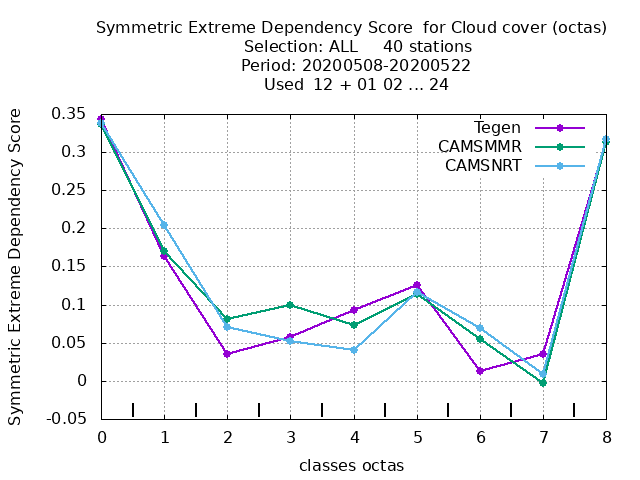 Symmetric Extreme Dependency Score  for Cloud cover (octas)
Selection: ALL     40 stations
Period: 20200508-20200522
Used  12 + 01 02 ... 24
Symmetric Extreme Dependency Score
0.35
0.3
0.25
0.2
0.15
0.1
0.05
0
-0.05
Tegen
CAMSMMR
CAMSNRT
0 1 2 3 4 5 6 7 8
classes octas